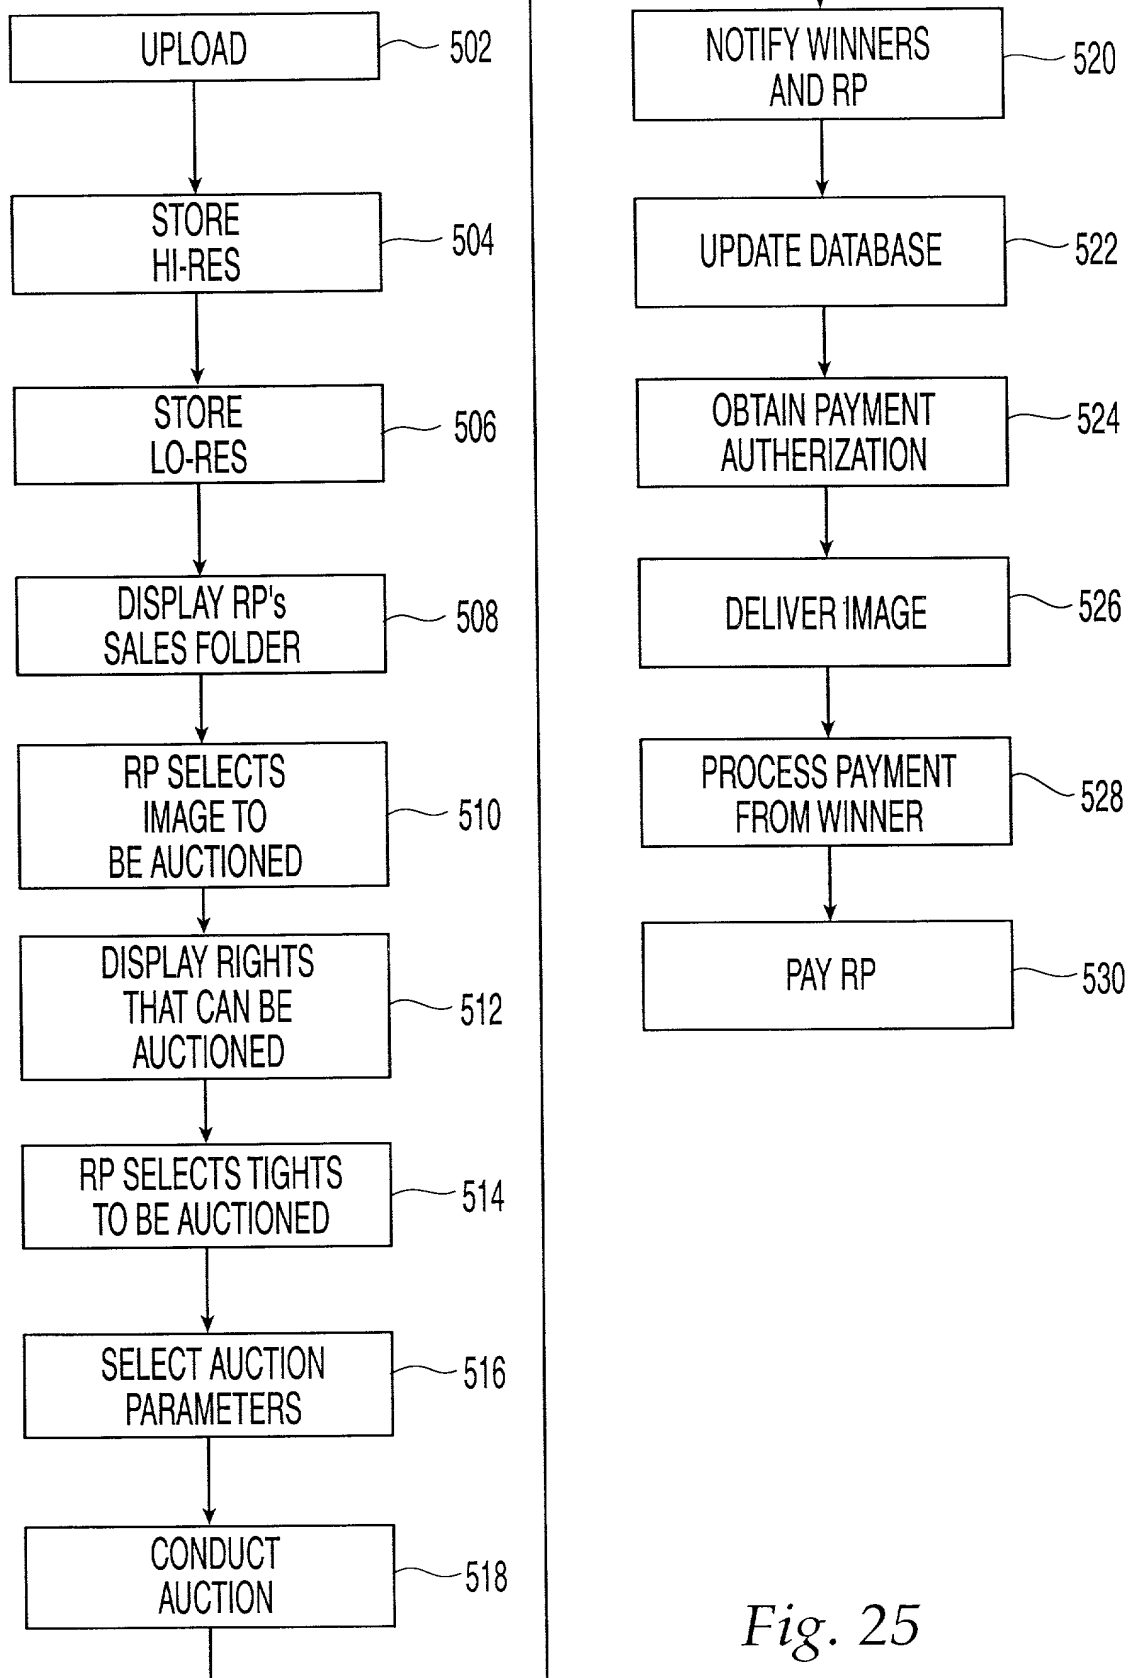 UPLOAD
502
STORE
HI-RES
504
STORE
LO-RES
506
DISPLAY RP's
SALES FOLDER
508
RP SELECTS
IMAGE TO
BE AUCTIONED
510
DISPLAY RIGHTS
THAT CAN BE
AUCTIONED
512
RP SELECTS TIGHTS
TO BE AUCTIONED
514
SELECT AUCTION
PARAMETERS
516
CONDUCT
AUCTION
518
NOTIFY WINNERS
AND RP
520
UPDATE DATABASE
522
OBTAIN PAYMENT
AUTHERIZATION
524
DELIVER IMAGE
526
PROCESS PAYMENT
FROM WINNER
528
PAY RP
530
Fig. 25